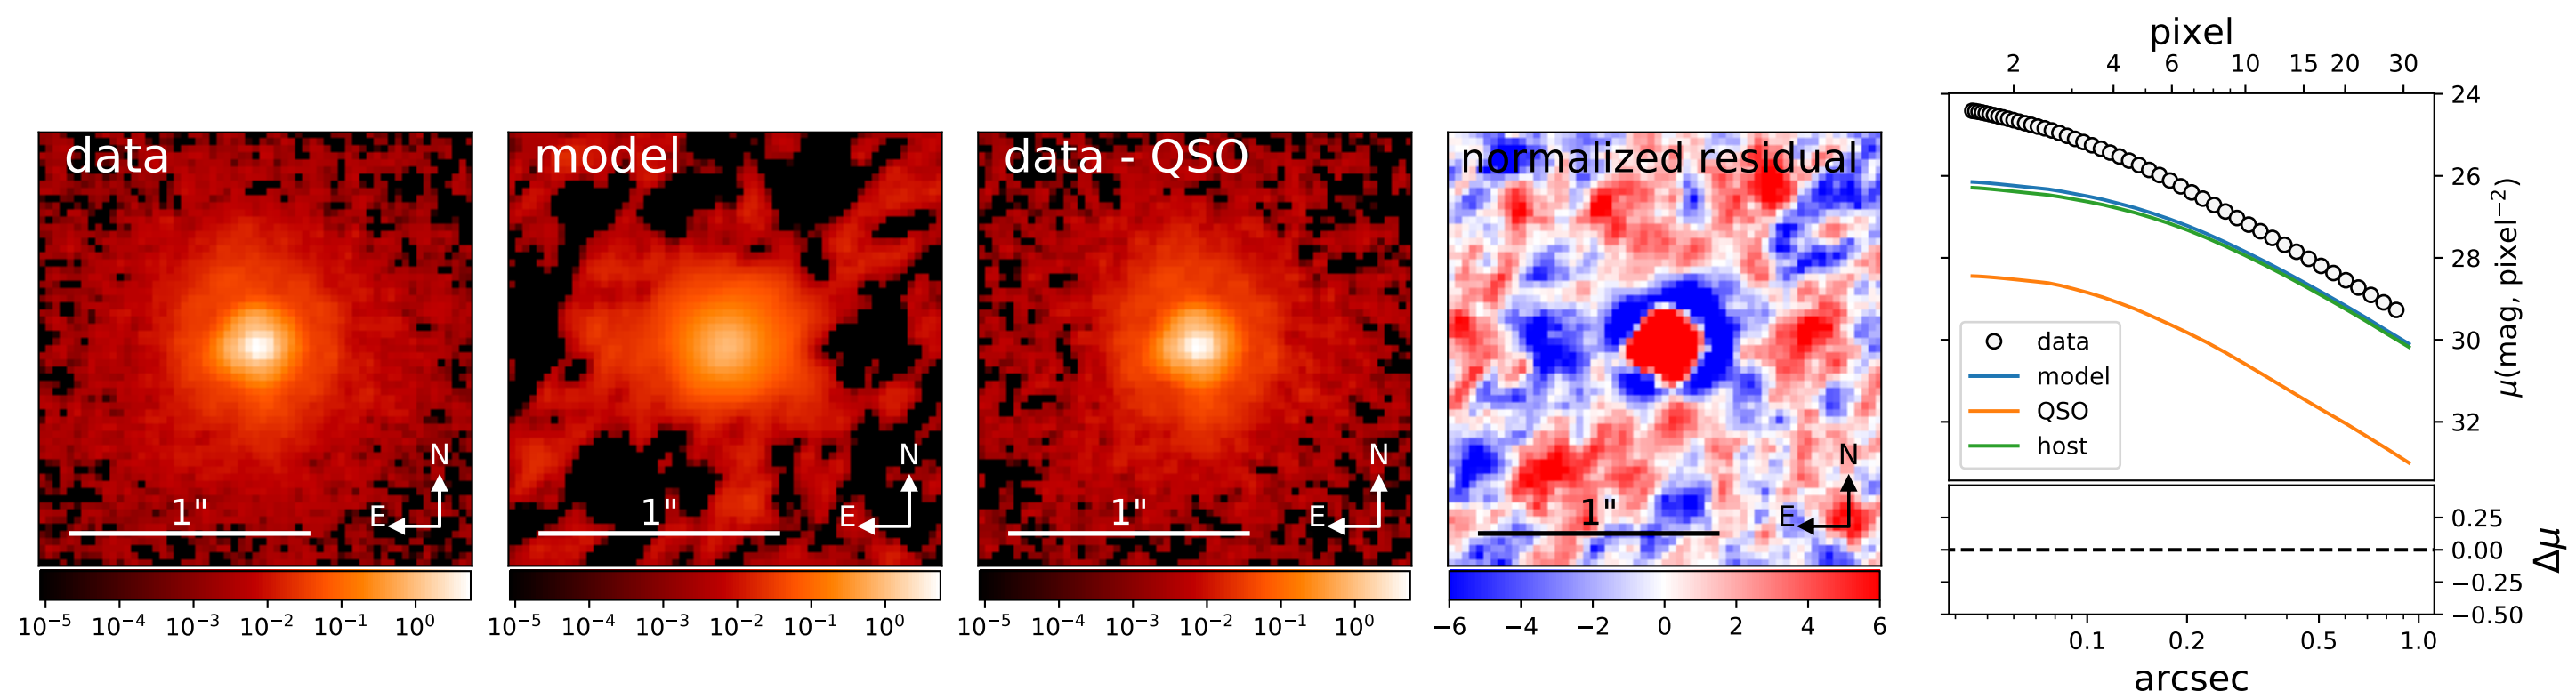 data
N
E
1"
10⁻⁵ 10⁻⁴ 10⁻³ 10⁻² 10⁻¹ 10⁰
model
N
E
1"
10⁻⁵ 10⁻⁴ 10⁻³ 10⁻² 10⁻¹ 10⁰
data - QSO
N
E
1"
10⁻⁵ 10⁻⁴ 10⁻³ 10⁻² 10⁻¹ 10⁰
normalized residual
N
E
1"
−6 −4 −2 0 2 4 6
pixel
2 4 6 10 15 20 30
24
26
28
30
32
μ(mag, pixel⁻²)
data
model
QSO
host
0.25
0.00
−0.25
−0.50
Δμ
0.1 0.2 0.5 1.0
arcsec